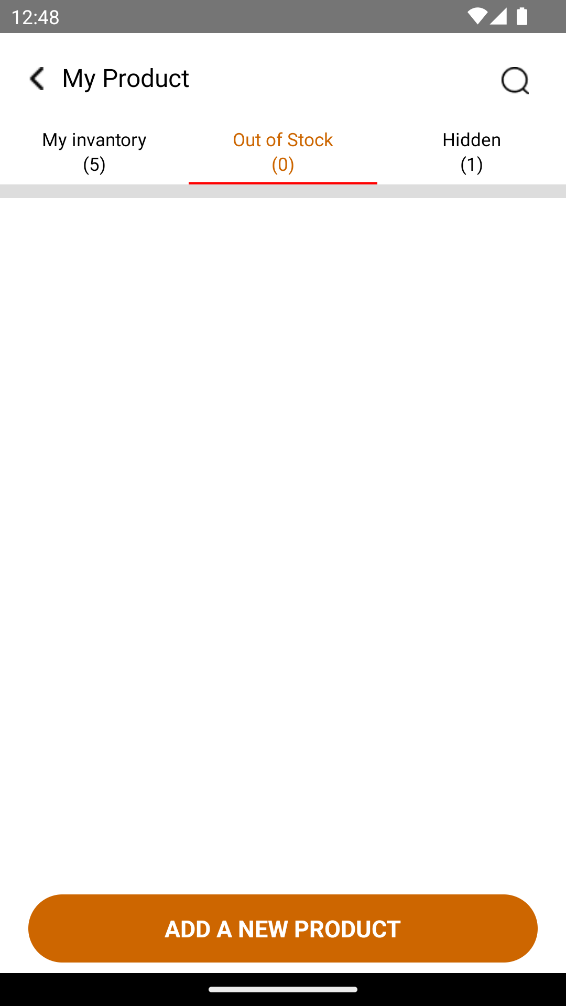 12:48
My Product
My invantory
(5)
Out of Stock
(0)
Hidden
(1)
ADD A NEW PRODUCT